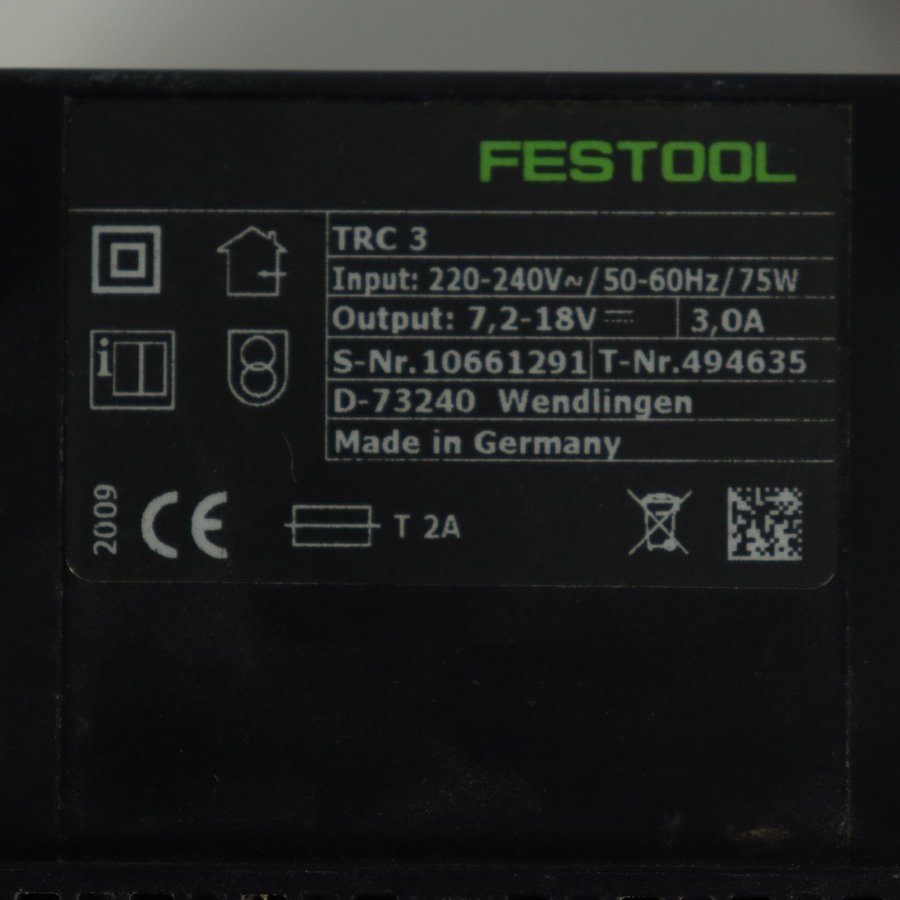 FESTOOL
TRC 3
Input: 220-240V~/50-60Hz/75W
Output: 7,2-18V ⎓ 3,0A
S-Nr.10661291 T-Nr.494635
D-73240 Wendlingen
Made in Germany
i
2009 CE T 2A